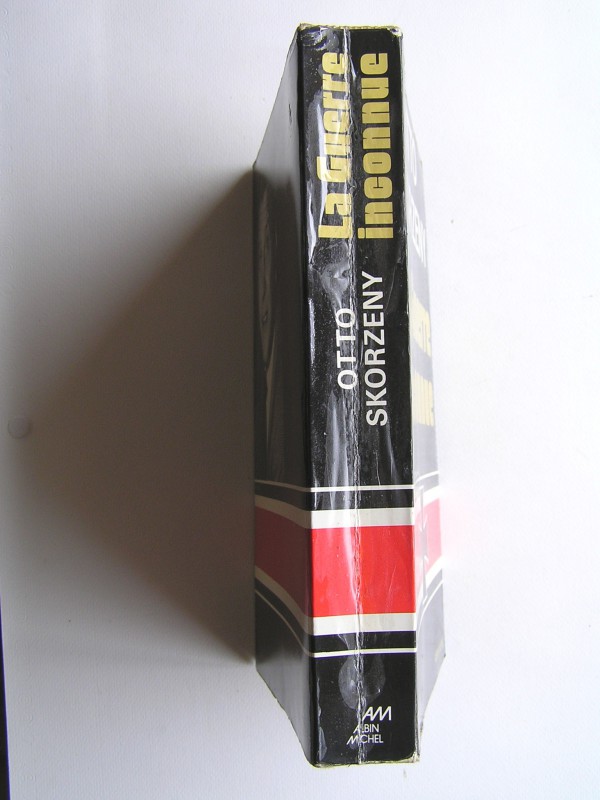 La Guerre
inconnue
OTTO
SKORZENY
AM
ALBIN
MICHEL